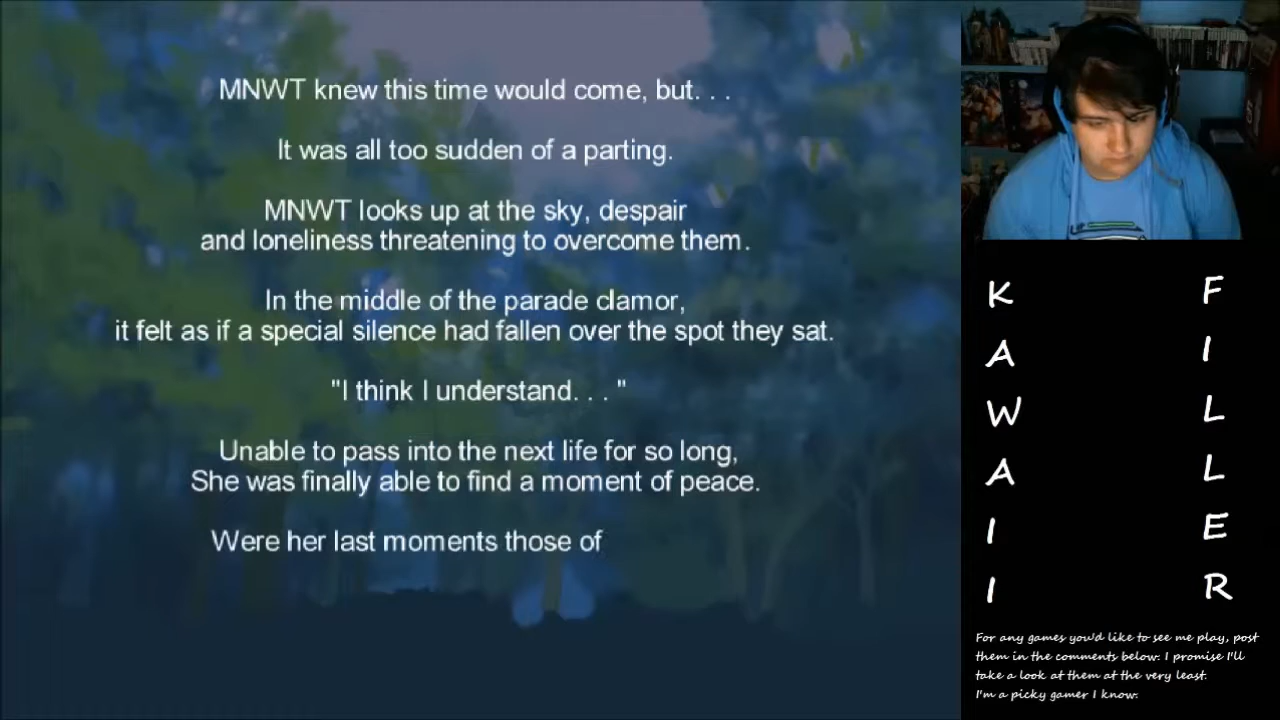 MNWT knew this time would come, but. . .
It was all too sudden of a parting.
MNWT looks up at the sky, despair
and loneliness threatening to overcome them.
In the middle of the parade clamor,
it felt as if a special silence had fallen over the spot they sat.
"I think I understand. . . "
Unable to pass into the next life for so long,
She was finally able to find a moment of peace.
Were her last moments those of
KAWAII
FILLER
For any games you'd like to see me play, post
them in the comments below. I promise I'll
take a look at them at the very least.
I'm a picky gamer I know.